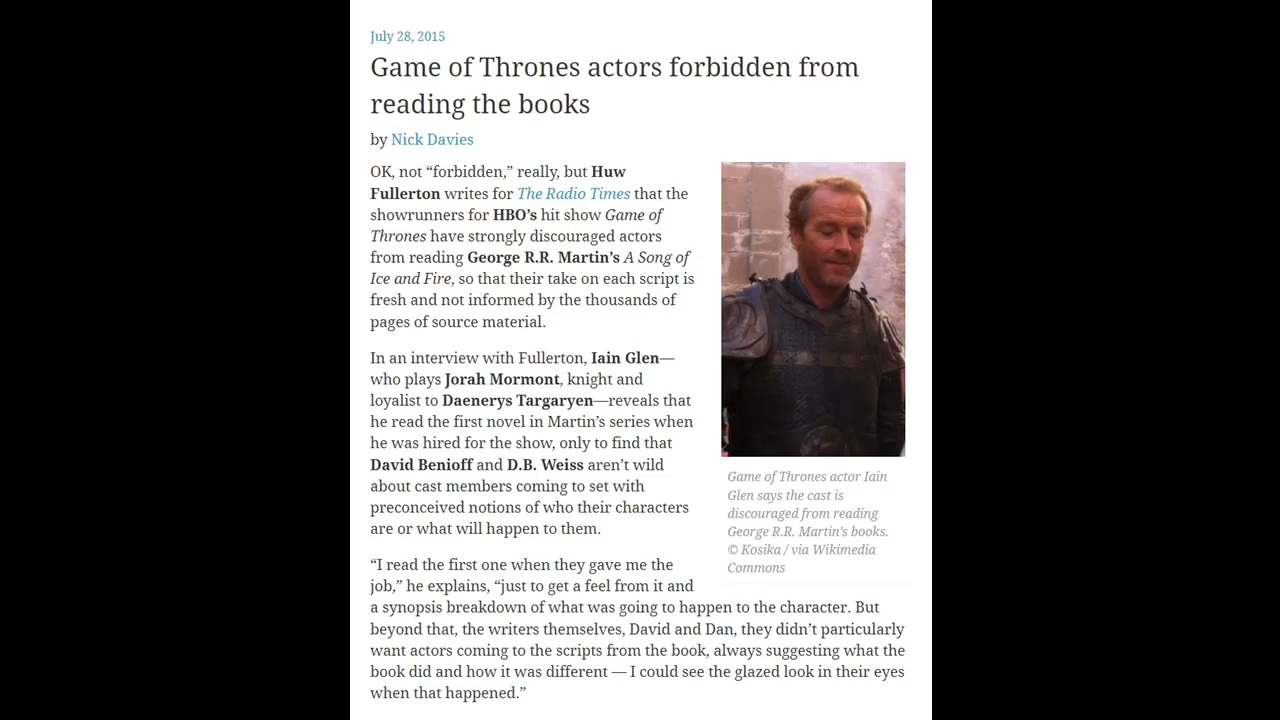 July 28, 2015
Game of Thrones actors forbidden from
reading the books
by Nick Davies
OK, not “forbidden,” really, but Huw
Fullerton writes for The Radio Times that the
showrunners for HBO’s hit show Game of
Thrones have strongly discouraged actors
from reading George R.R. Martin’s A Song of
Ice and Fire, so that their take on each script is
fresh and not informed by the thousands of
pages of source material.
In an interview with Fullerton, Iain Glen—
who plays Jorah Mormont, knight and
loyalist to Daenerys Targaryen—reveals that
he read the first novel in Martin’s series when
he was hired for the show, only to find that
David Benioff and D.B. Weiss aren’t wild
about cast members coming to set with
preconceived notions of who their characters
are or what will happen to them.
Game of Thrones actor Iain
Glen says the cast is
discouraged from reading
George R.R. Martin’s books.
© Kosika / via Wikimedia
Commons
“I read the first one when they gave me the
job,” he explains, “just to get a feel from it and
a synopsis breakdown of what was going to happen to the character. But
beyond that, the writers themselves, David and Dan, they didn’t particularly
want actors coming to the scripts from the book, always suggesting what the
book did and how it was different — I could see the glazed look in their eyes
when that happened.”